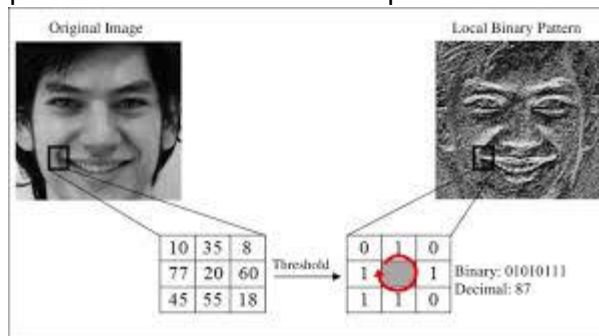 Original Image
Local Binary Pattern
10 35 8
77 20 60
45 55 18
Threshold
0 1 0
1 1
1 1 0
Binary: 01010111
Decimal: 87